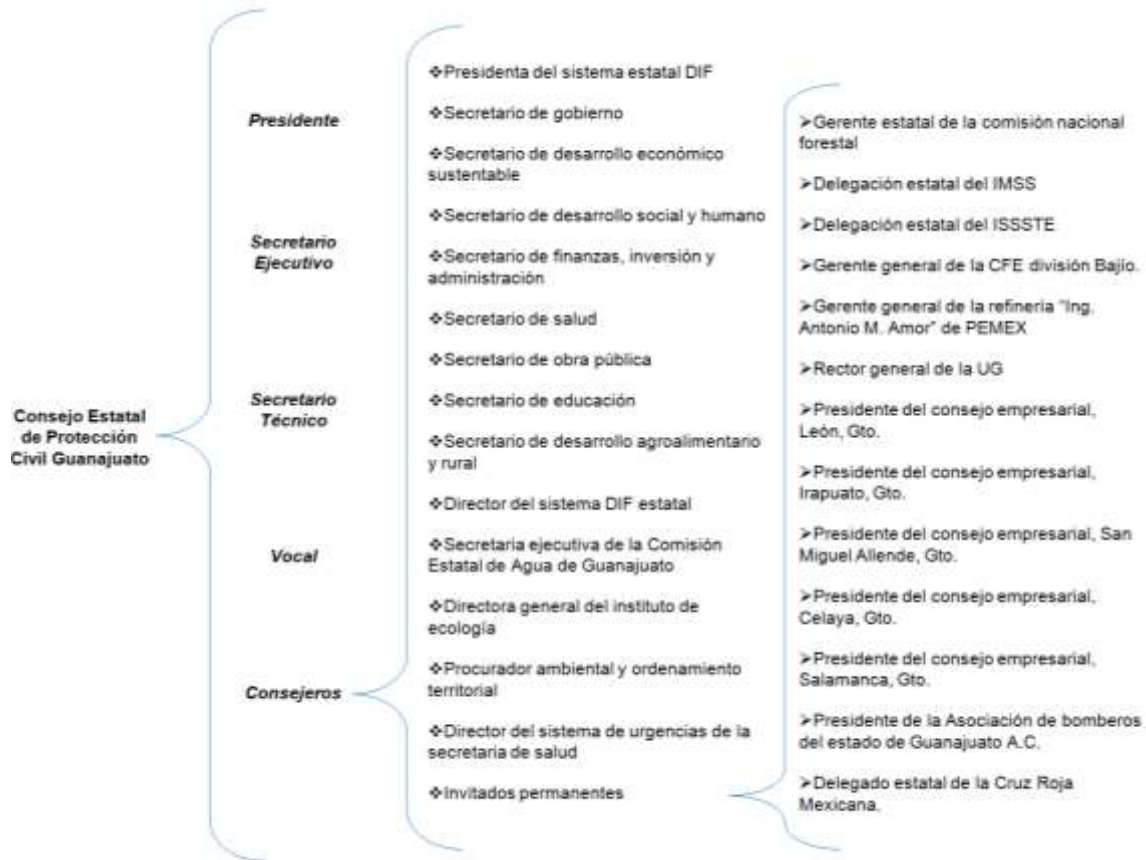 Consejo Estatal
de Protección
Civil Guanajuato
Presidente
Secretario
Ejecutivo
Secretario
Técnico
Vocal
Consejeros
❖Presidenta del sistema estatal DIF
❖Secretario de gobierno
❖Secretario de desarrollo económico
sustentable
❖Secretario de desarrollo social y humano
❖Secretario de finanzas, inversión y
administración
❖Secretario de salud
❖Secretario de obra pública
❖Secretario de educación
❖Secretario de desarrollo agroalimentario
y rural
❖Director del sistema DIF estatal
❖Secretaria ejecutiva de la Comisión
Estatal de Agua de Guanajuato
❖Directora general del instituto de
ecología
❖Procurador ambiental y ordenamiento
territorial
❖Director del sistema de urgencias de la
secretaria de salud
❖Invitados permanentes
➢Gerente estatal de la comisión nacional
forestal
➢Delegación estatal del IMSS
➢Delegación estatal del ISSSTE
➢Gerente general de la CFE división Bajío.
➢Gerente general de la refinería "Ing.
Antonio M. Amor" de PEMEX
➢Rector general de la UG
➢Presidente del consejo empresarial,
León, Gto.
➢Presidente del consejo empresarial,
Irapuato, Gto.
➢Presidente del consejo empresarial, San
Miguel Allende, Gto.
➢Presidente del consejo empresarial,
Celaya, Gto.
➢Presidente del consejo empresarial,
Salamanca, Gto.
➢Presidente de la Asociación de bomberos
del estado de Guanajuato A.C.
➢Delegado estatal de la Cruz Roja
Mexicana.